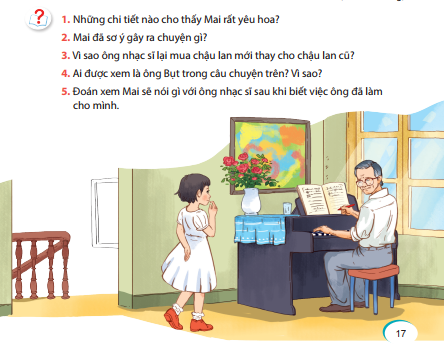 ?
1. Những chi tiết nào cho thấy Mai rất yêu hoa?
2. Mai đã sơ ý gây ra chuyện gì?
3. Vì sao ông nhạc sĩ lại mua chậu lan mới thay cho chậu lan cũ?
4. Ai được xem là ông Bụt trong câu chuyện trên? Vì sao?
5. Đoán xem Mai sẽ nói gì với ông nhạc sĩ sau khi biết việc ông đã làm
cho mình.
17